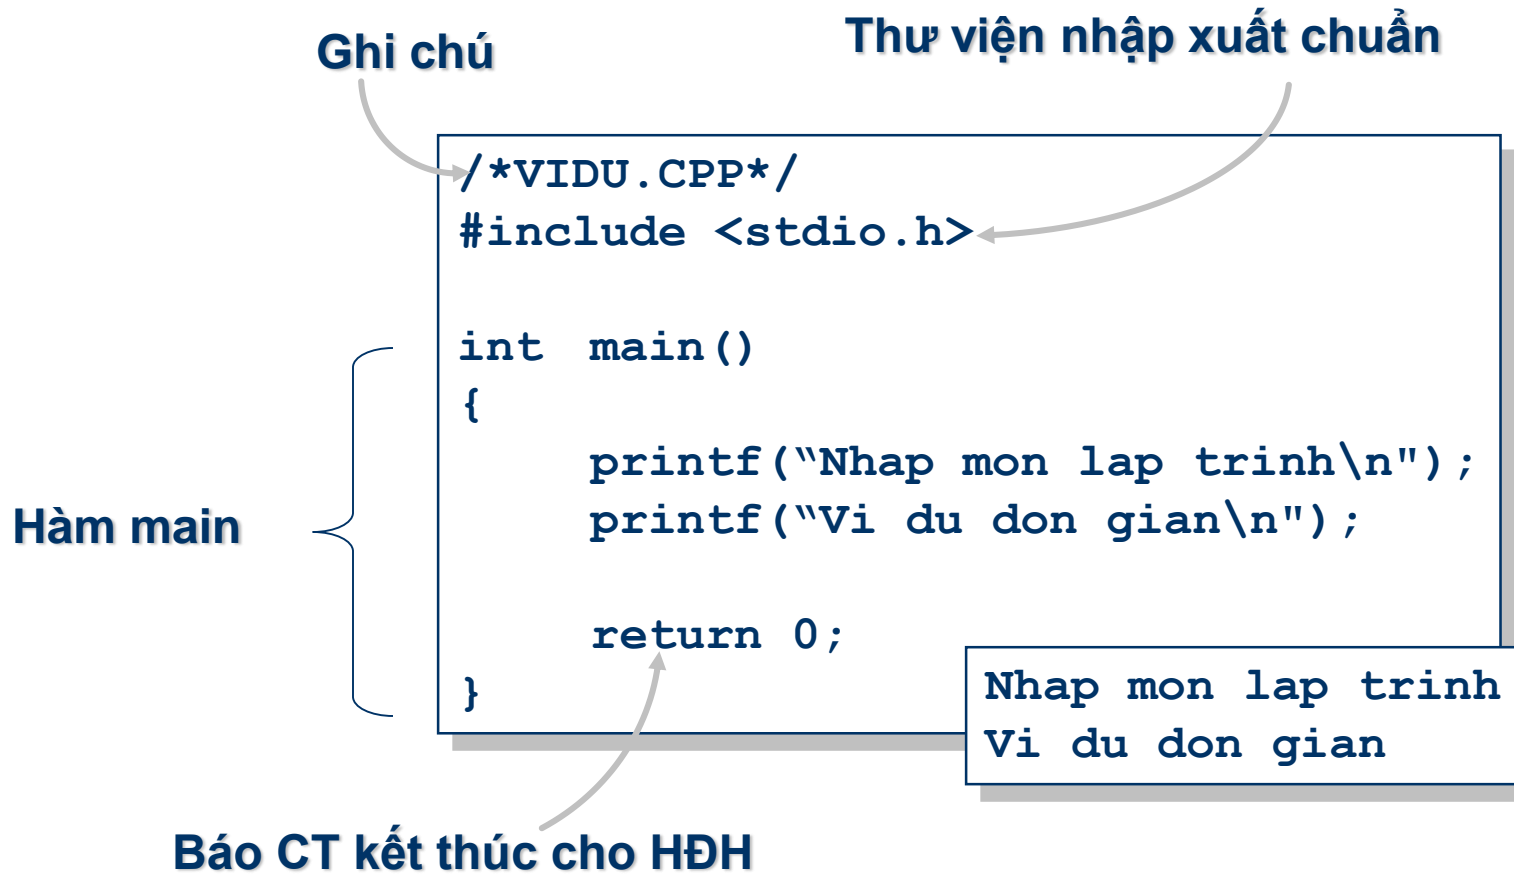 Ghi chú
Thư viện nhập xuất chuẩn
/*VIDU.CPP*/
#include <stdio.h>
int main()
{
printf(“Nhap mon lap trinh\n");
printf(“Vi du don gian\n");
return 0;
}
Hàm main
Nhap mon lap trinh
Vi du don gian
Báo CT kết thúc cho HĐH